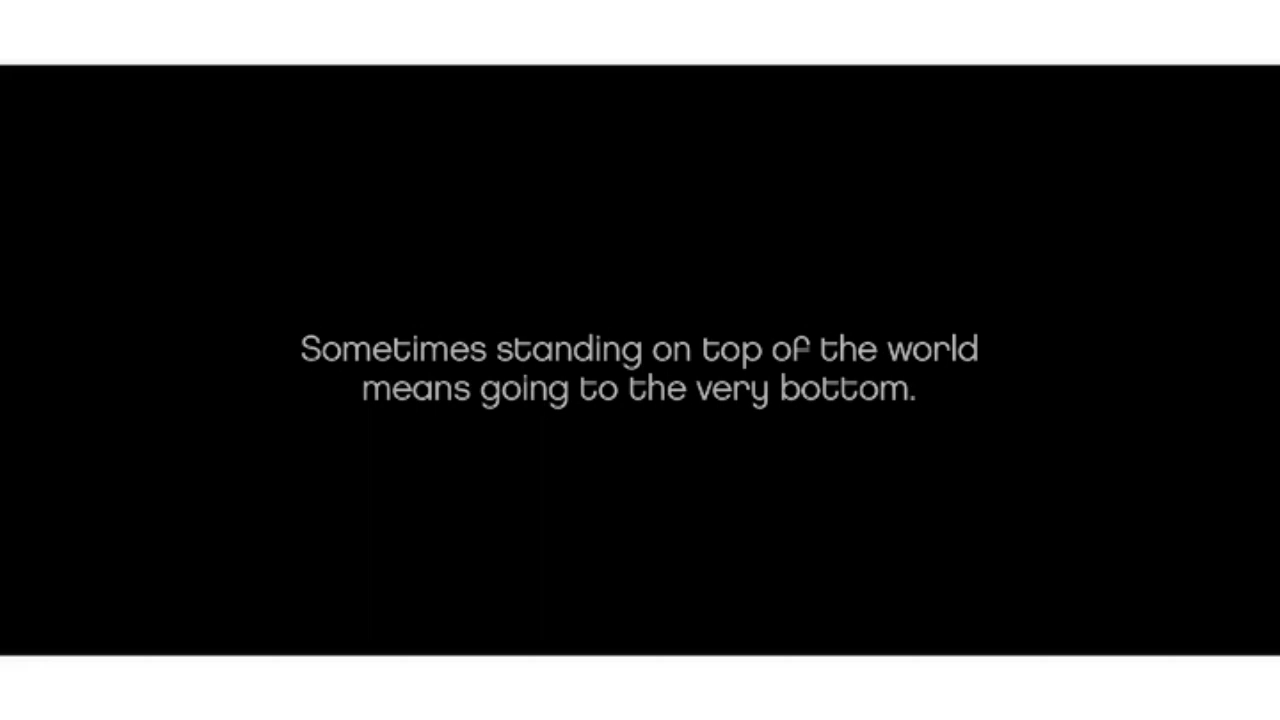 Sometimes standing on top of the world
means going to the very bottom.